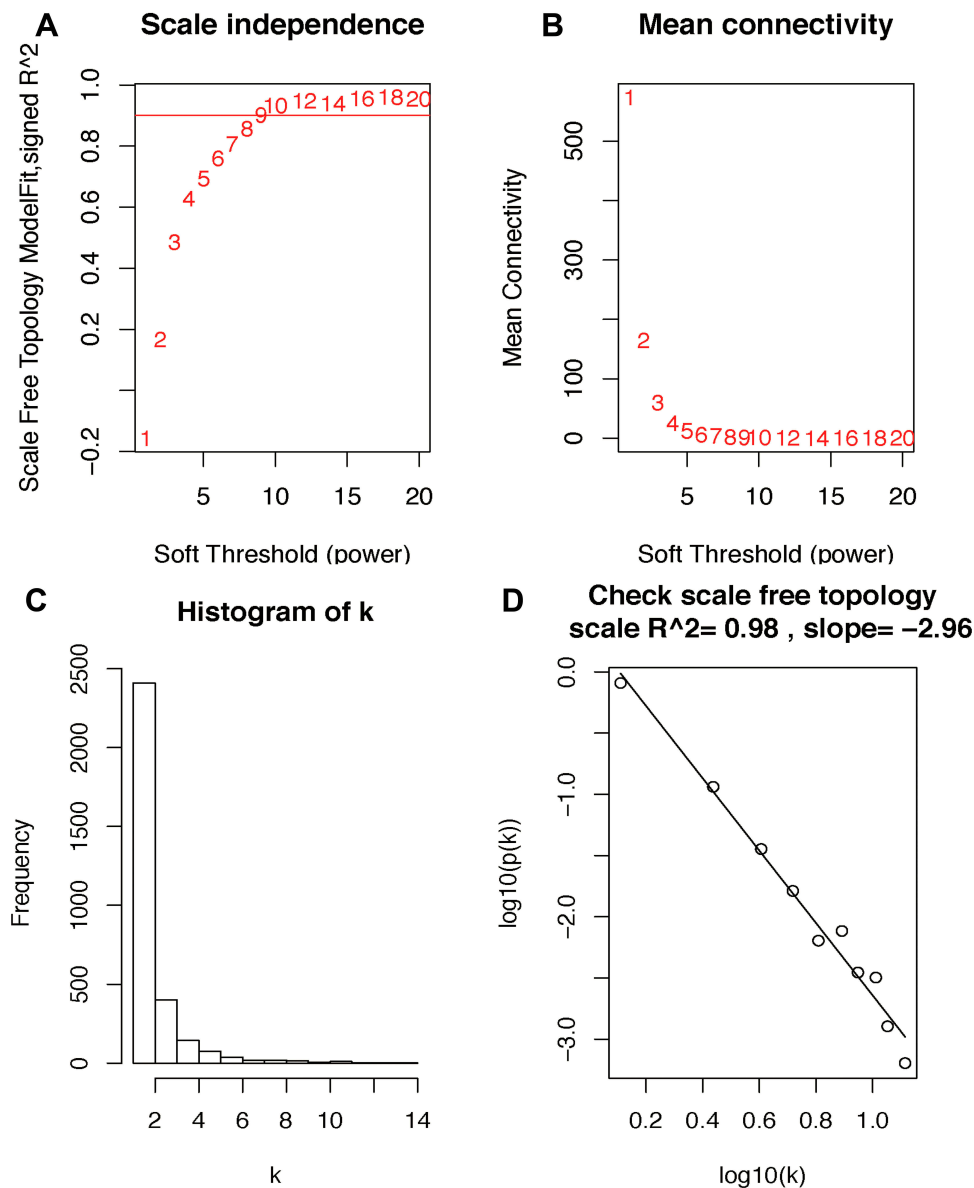 A Scale independence
Scale Free Topology ModelFit,signed R^2
1.0
0.8
0.6
0.4
0.2
−0.2
1 2 3 4 5 6 7 8 9 10 12 14 16 18 20
5 10 15 20
Soft Threshold (power)
B Mean connectivity
Mean Connectivity
500
300
100
0
1 2 3 4 5 6 7 8 9 10 12 14 16 18 20
5 10 15 20
Soft Threshold (power)
C Histogram of k
Frequency
2500
2000
1500
1000
500
0
2 4 6 8 10 14
k
D Check scale free topology
scale R^2= 0.98 , slope= −2.96
log10(p(k))
0.0
−1.0
−2.0
−3.0
0.2 0.4 0.6 0.8 1.0
log10(k)